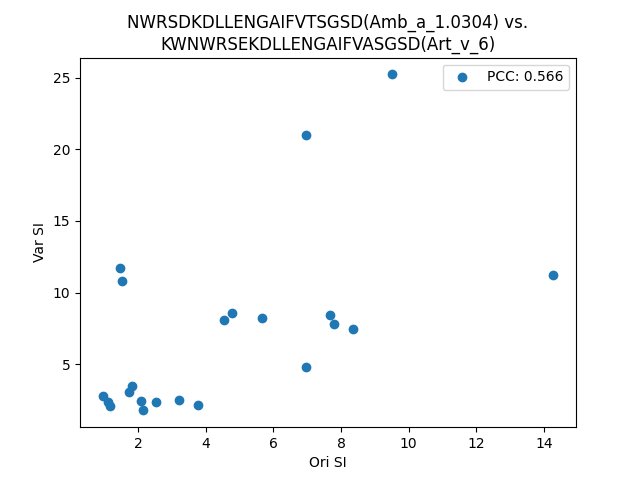 NWRSDKDLLENGAIFVTSGSD(Amb_a_1.0304) vs.
KWNWRSEKDLLENGAIFVASGSD(Art_v_6)
PCC: 0.566
25
20
15
10
5
Var SI
2 4 6 8 10 12 14
Ori SI